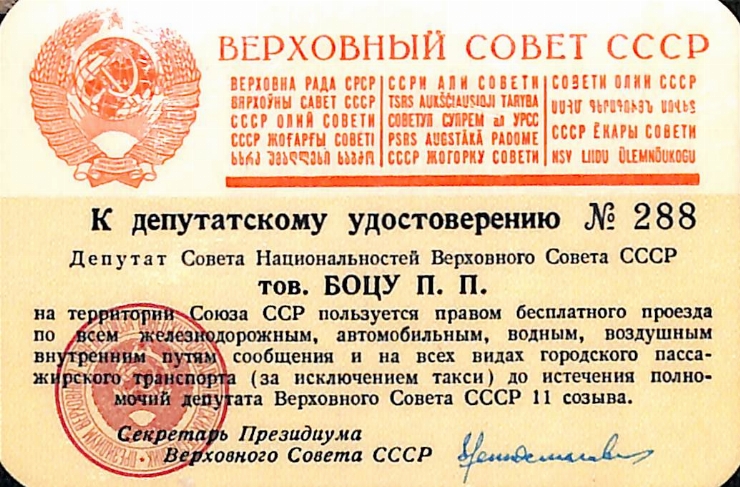 ВЕРХОВНЫЙ СОВЕТ СССР
ВЕРХОВНА РАДА СРСР
ВЯРХОЎНЫ САВЕТ СССР
СССР ОЛИЙ СОВЕТИ
СССР ЖОҒАРҒЫ СОВЕТІ
ССРИ АЛИ СОВЕТИ
TSRS AUKŠČIAUSIOJI TARYBA
СОВЕТУЛ СУПРЕМ ал УРСС
PSRS AUGSTĀKĀ PADOME
СССР ЖОГОРКУ СОВЕТИ
СОВЕТИ ОЛИИ СССР
СССР ЁКАРЫ СОВЕТИ
NSV LIIDU ÜLEMNÕUKOGU
К депутатскому удостоверению № 288
Депутат Совета Национальностей Верховного Совета СССР
тов. БОЦУ П. П.
на территории Союза ССР пользуется правом бесплатного проезда
по всем железнодорожным, автомобильным, водным, воздушным
внутренним путям сообщения и на всех видах городского пасса-
жирского транспорта (за исключением такси) до истечения полно-
мочий депутата Верховного Совета СССР 11 созыва.
Секретарь Президиума
Верховного Совета СССР